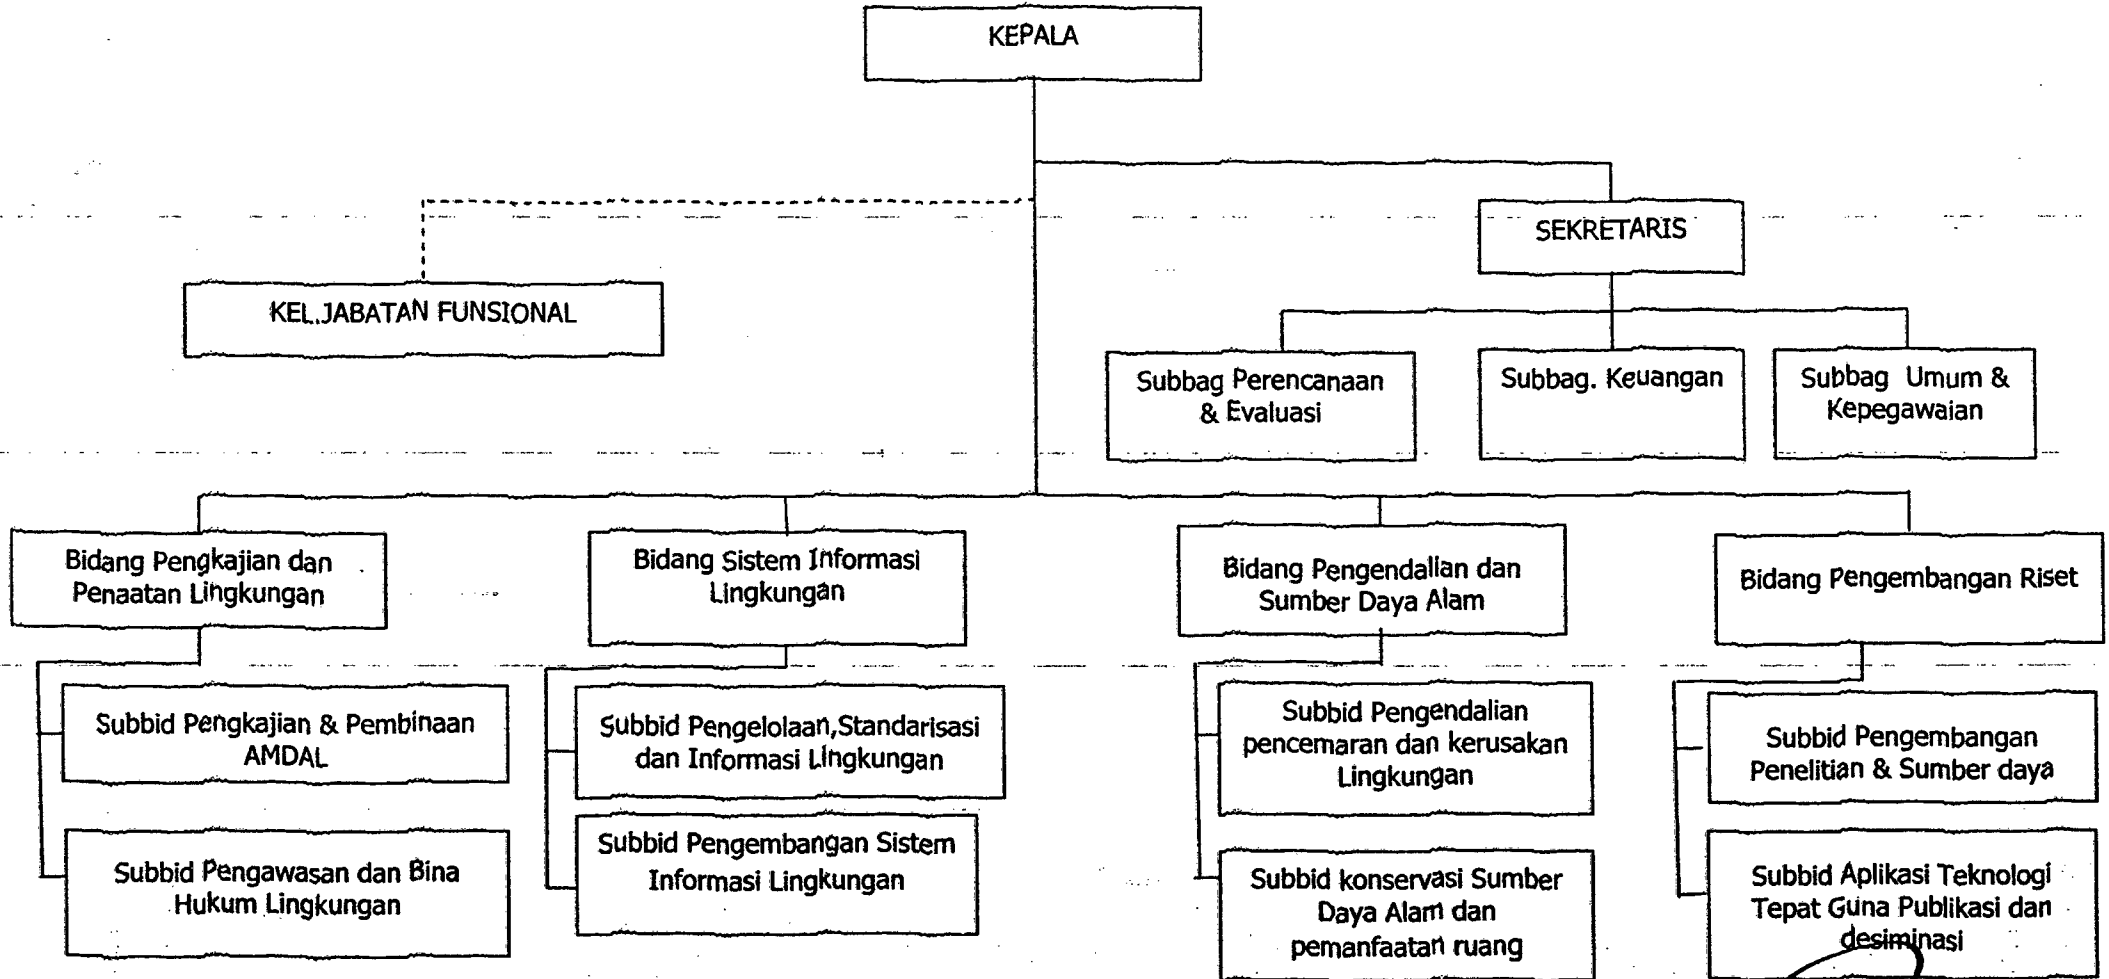 KEPALA
SEKRETARIS
KEL.JABATAN FUNSIONAL
Subbag Perencanaan
& Evaluasi
Subbag. Keuangan
Subbag Umum &
Kepegawaian
Bidang Pengkajian dan
Penaatan Lingkungan
Bidang Sistem Informasi
Lingkungan
Bidang Pengendalian dan
Sumber Daya Alam
Bidang Pengembangan Riset
Subbid Pengkajian & Pembinaan
AMDAL
Subbid Pengelolaan,Standarisasi
dan Informasi Lingkungan
Subbid Pengendalian
pencemaran dan kerusakan
Lingkungan
Subbid Pengembangan
Penelitian & Sumber daya
Subbid Pengawasan dan Bina
Hukum Lingkungan
Subbid Pengembangan Sistem
Informasi Lingkungan
Subbid konservasi Sumber
Daya Alam dan
pemanfaatan ruang
Subbid Aplikasi Teknologi
Tepat Guna Publikasi dan
desiminasi